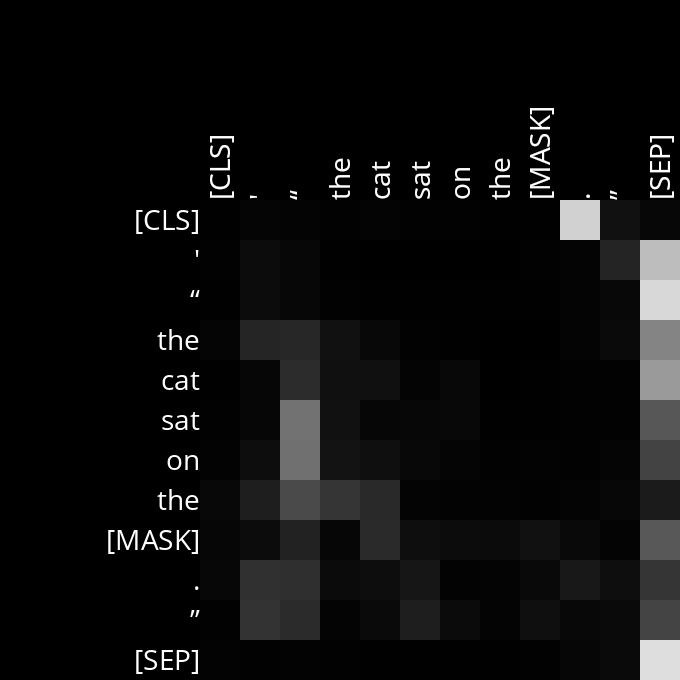 [CLS] ' “ the cat sat on the [MASK] . ” [SEP]
[CLS]
'
“
the
cat
sat
on
the
[MASK]
.
”
[SEP]